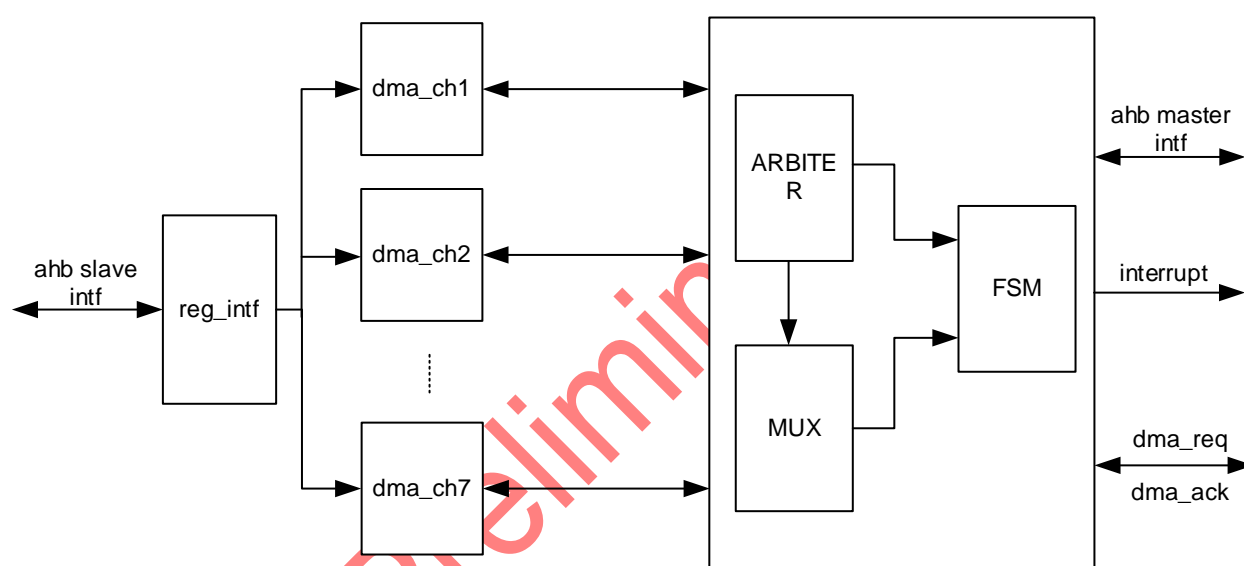 dma_ch1
ahb master
intf
ARBITE
R
dma_ch2
ahb slave
intf
reg_intf
FSM
interrupt
MUX
dma_req
dma_ch7
dma_ack